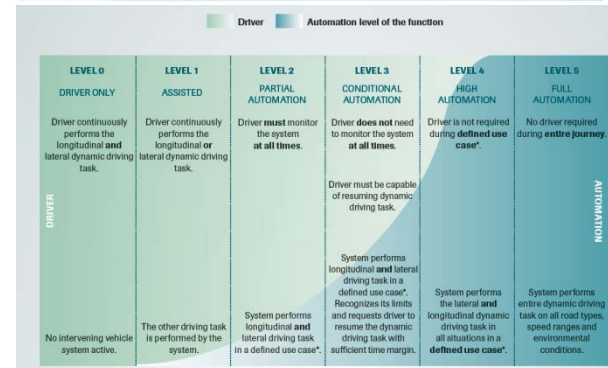 Driver
Automation level of the function
LEVEL 0
DRIVER ONLY
Driver continuously
performs the
longitudinal and
lateral dynamic driving
task.
No intervening vehicle
system active.
LEVEL 1
ASSISTED
Driver continuously
performs the
longitudinal or
lateral dynamic driving
task.
The other driving task
is performed by the
system.
LEVEL 2
PARTIAL
AUTOMATION
Driver must monitor
the system
at all times.
System performs
longitudinal and
lateral driving task
in a defined use case*.
LEVEL 3
CONDITIONAL
AUTOMATION
Driver does not need
to monitor the system
at all times.
Driver must be capable
of resuming dynamic
driving task.
System performs
longitudinal and lateral
driving task in a
defined use case*.
Recognizes its limits
and requests driver to
resume the dynamic
driving task with
sufficient time margin.
LEVEL 4
HIGH
AUTOMATION
Driver is not required
during defined use
case*.
System performs
the lateral and
longitudinal dynamic
driving task in
all situations in a
defined use case*.
LEVEL 5
FULL
AUTOMATION
No driver required
during entire journey.
System performs
entire dynamic driving
task on all road types,
speed ranges and
environmental
conditions.
DRIVER
AUTOMATION